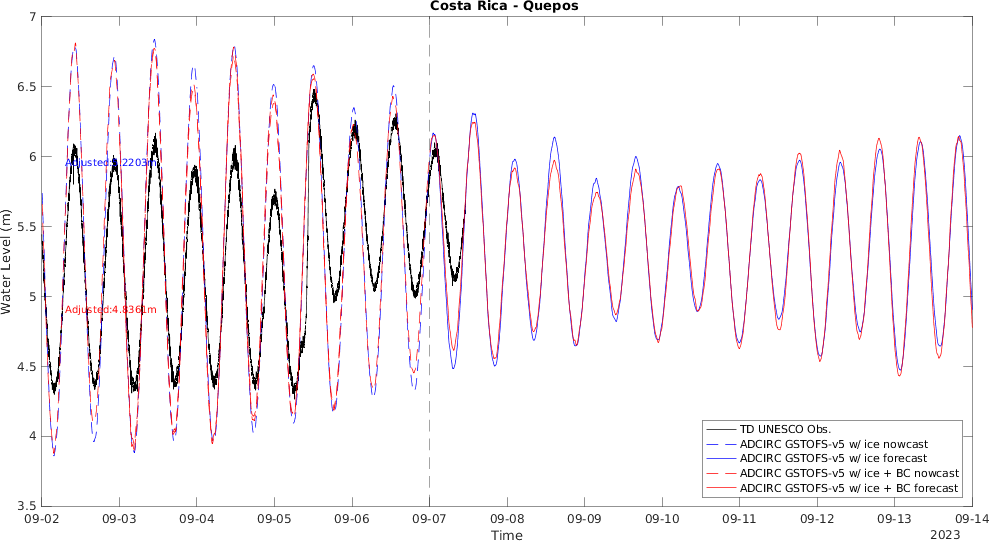 Costa Rica - Quepos
7
6.5
6
5.5
5
4.5
4
3.5
Water Level (m)
Adjusted:
2203m
Adjusted:4.8361m
TD UNESCO Obs.
ADCIRC GSTOFS-v5 w/ ice nowcast
ADCIRC GSTOFS-v5 w/ ice forecast
ADCIRC GSTOFS-v5 w/ ice + BC nowcast
ADCIRC GSTOFS-v5 w/ ice + BC forecast
09-02 09-03 09-04 09-05 09-06 09-07 09-08 09-09 09-10 09-11 09-12 09-13 09-14
Time
2023